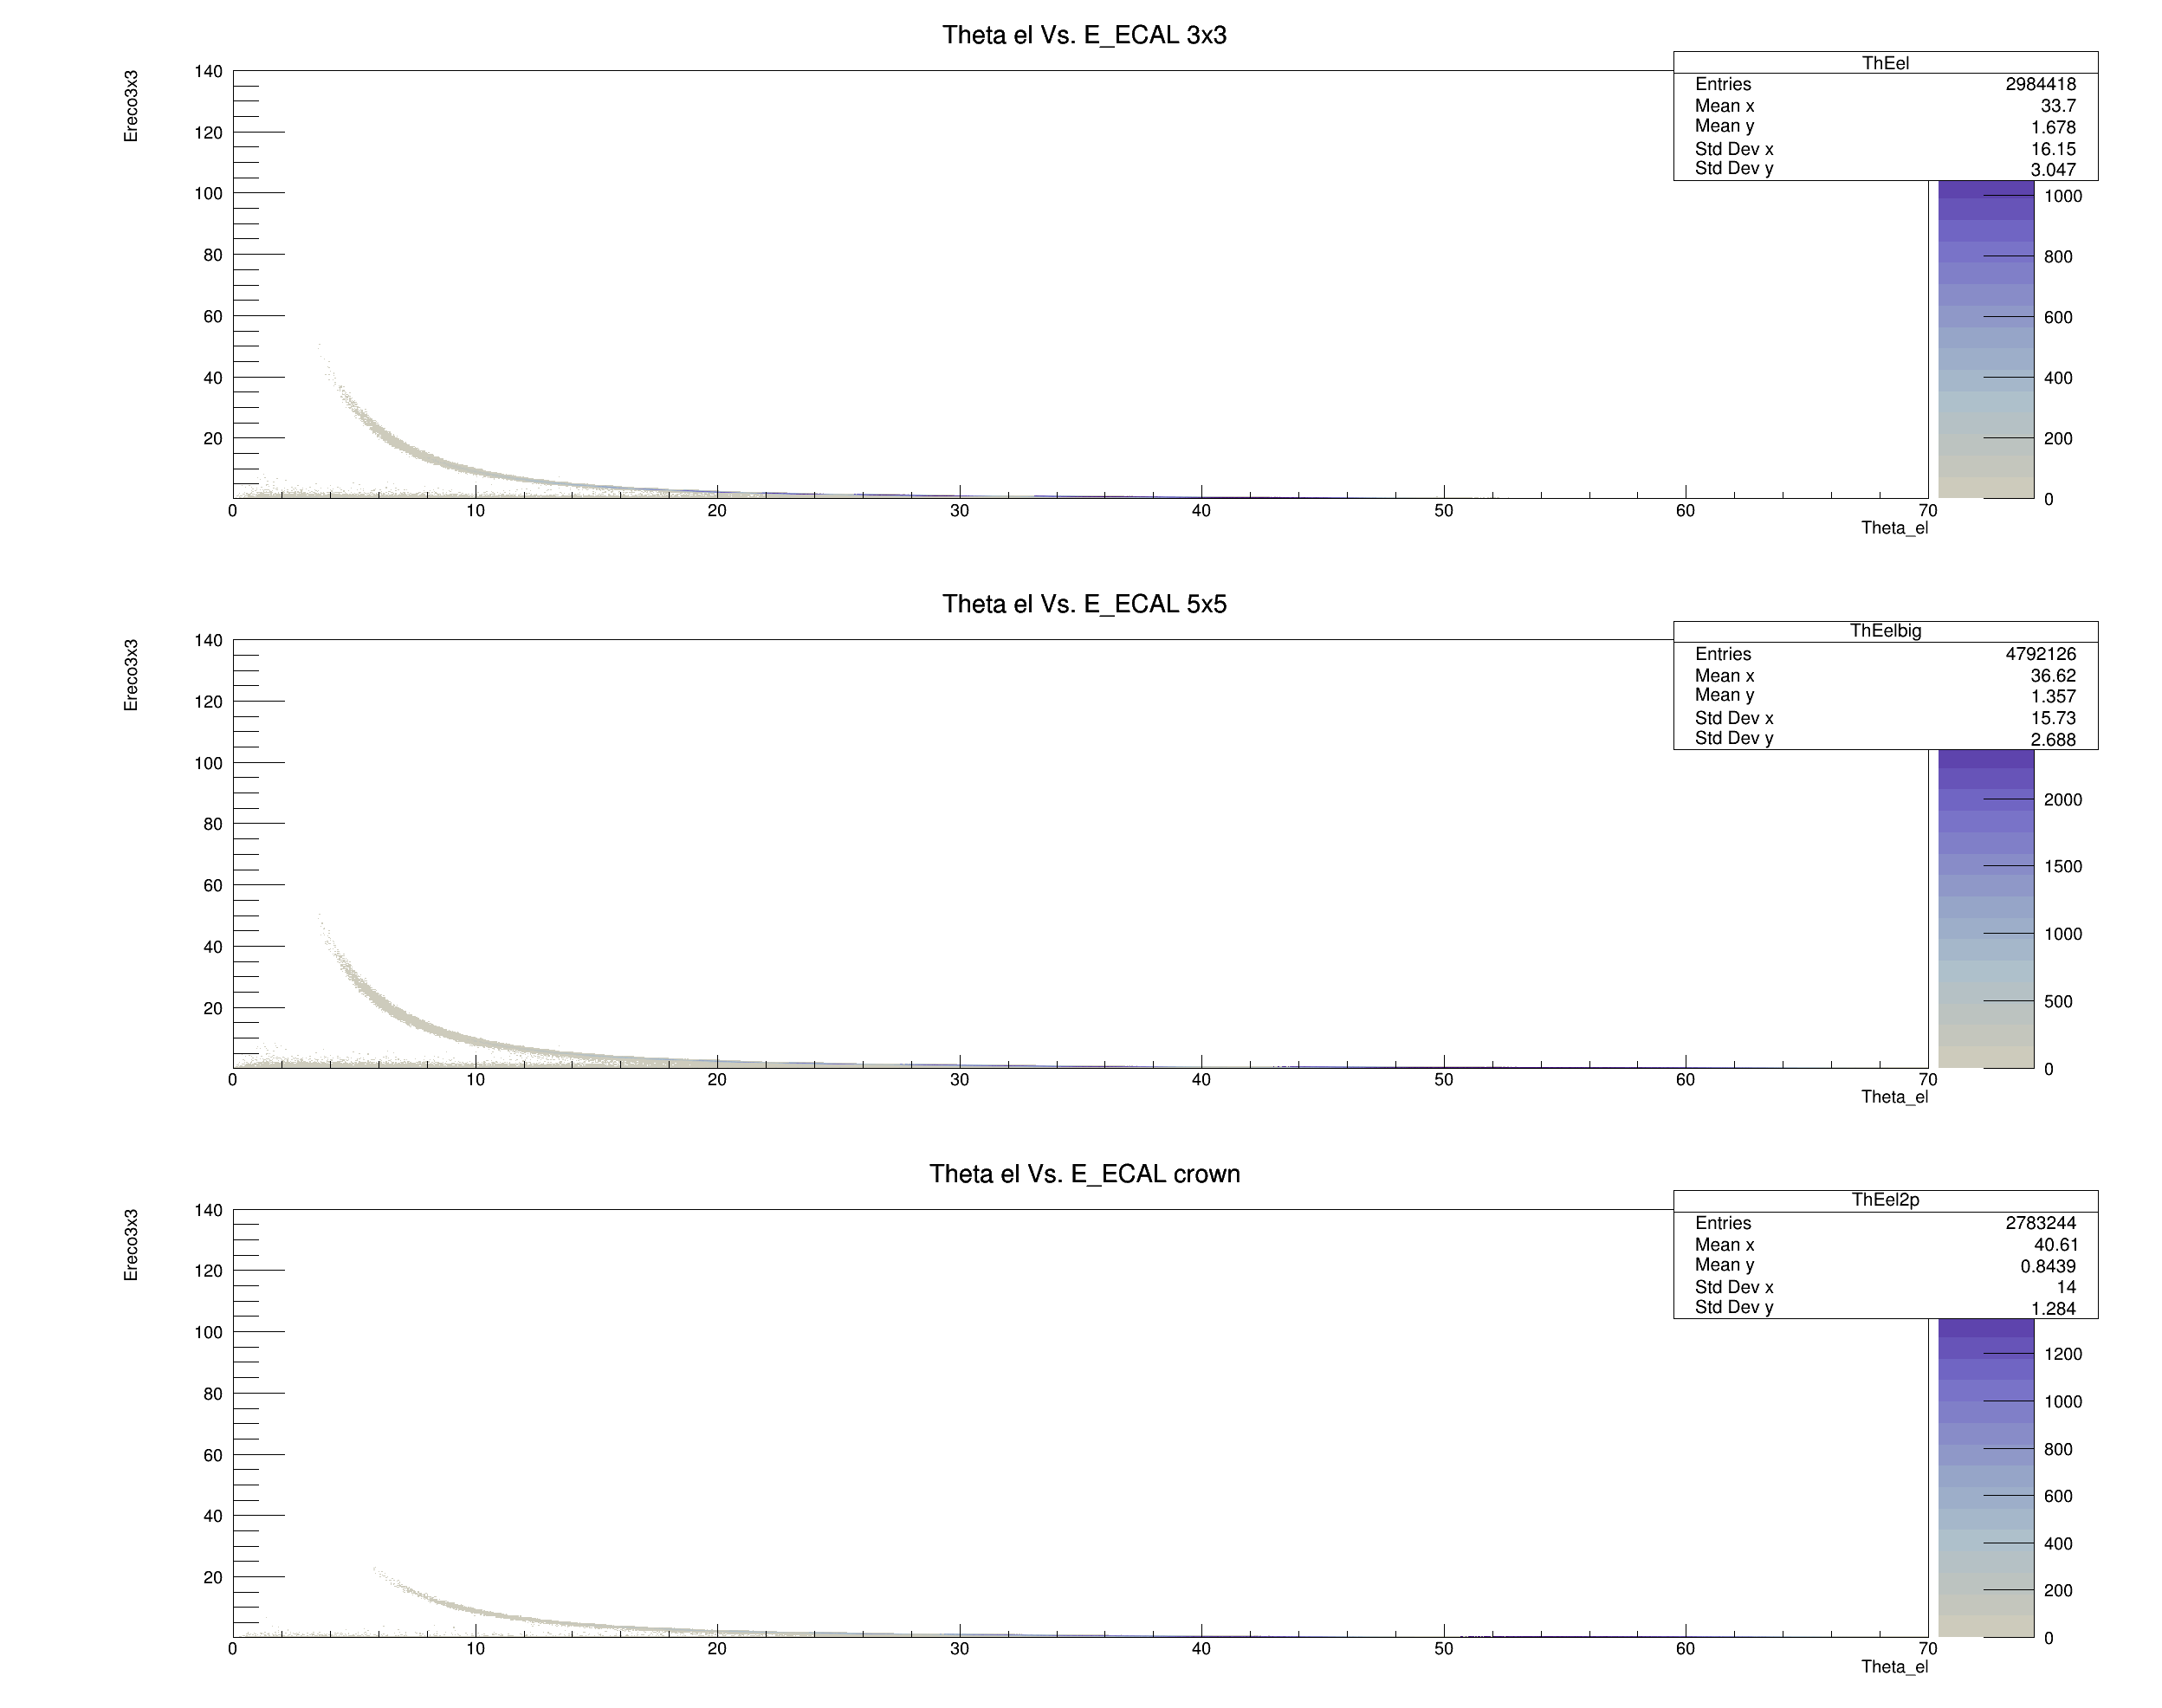 Theta el Vs. E_ECAL 3x3
Ereco3x3
140
120
100
80
60
40
20
0 10 20 30 40 50 60 70
Theta_el
ThEel
Entries 2984418
Mean x 33.7
Mean y 1.678
Std Dev x 16.15
Std Dev y 3.047
1000
800
600
400
200
0
Theta el Vs. E_ECAL 5x5
Ereco3x3
140
120
100
80
60
40
20
0 10 20 30 40 50 60 70
Theta_el
ThEelbig
Entries 4792126
Mean x 36.62
Mean y 1.357
Std Dev x 15.73
Std Dev y 2.688
2000
1500
1000
500
0
Theta el Vs. E_ECAL crown
Ereco3x3
140
120
100
80
60
40
20
0 10 20 30 40 50 60 70
Theta_el
ThEel2p
Entries 2783244
Mean x 40.61
Mean y 0.8439
Std Dev x 14
Std Dev y 1.284
1200
1000
800
600
400
200
0